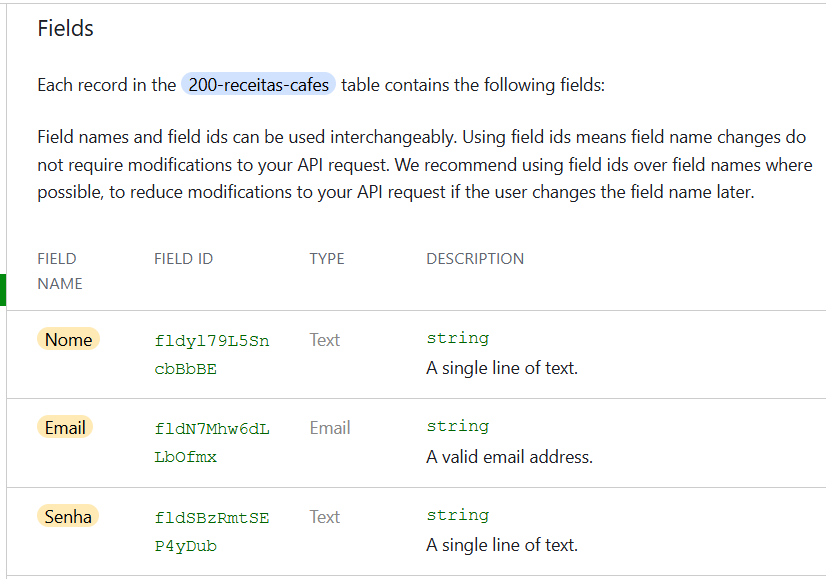 Fields
Each record in the 200-receitas-cafes table contains the following fields:
Field names and field ids can be used interchangeably. Using field ids means field name changes do
not require modifications to your API request. We recommend using field ids over field names where
possible, to reduce modifications to your API request if the user changes the field name later.
FIELD NAME FIELD ID TYPE DESCRIPTION
Nome fldyl79L5SncbBbBE Text string
A single line of text.
Email fldN7Mhw6dLLbOfmx Email string
A valid email address.
Senha fldSBzRmtSEP4yDub Text string
A single line of text.